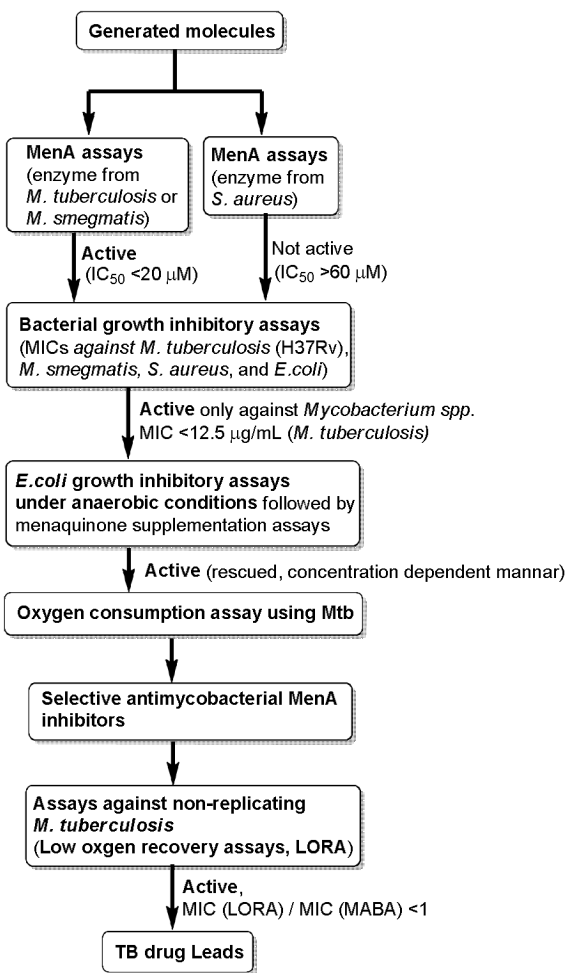 Generated molecules
MenA assays
(enzyme from
M. tuberculosis or
M. smegmatis)
MenA assays
(enzyme from
S. aureus)
Active
(IC50 <20 μM)
Not active
(IC50 >60 μM)
Bacterial growth inhibitory assays
(MICs against M. tuberculosis (H37Rv),
M. smegmatis, S. aureus, and E.coli)
Active only against Mycobacterium spp.
MIC <12.5 μg/mL (M. tuberculosis)
E.coli growth inhibitory assays
under anaerobic conditions followed by
menaquinone supplementation assays
Active (rescued, concentration dependent mannar)
Oxygen consumption assay using Mtb
Selective antimycobacterial MenA
inhibitors
Assays against non-replicating
M. tuberculosis
(Low oxgen recovery assays, LORA)
Active,
MIC (LORA) / MIC (MABA) <1
TB drug Leads